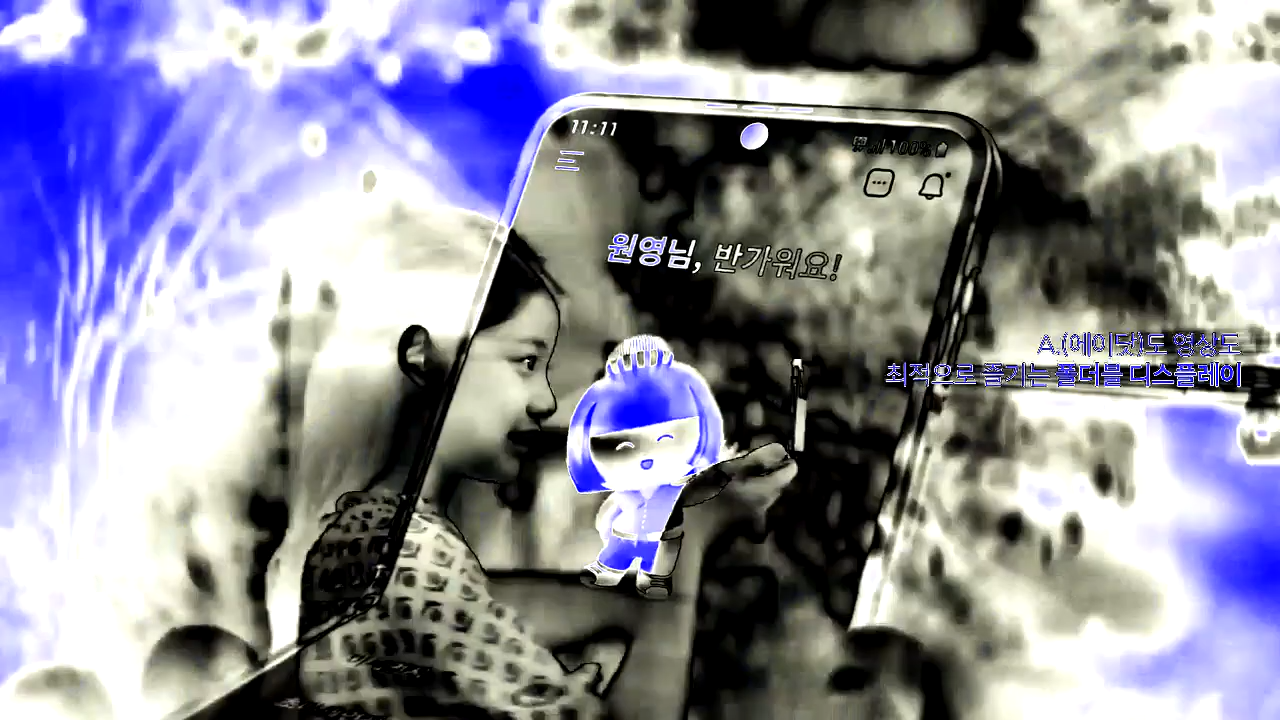 11:11
100%
원영님, 반가워요!
A.(에이닷)도 영상도
최적으로 즐기는 폴더블 디스플레이